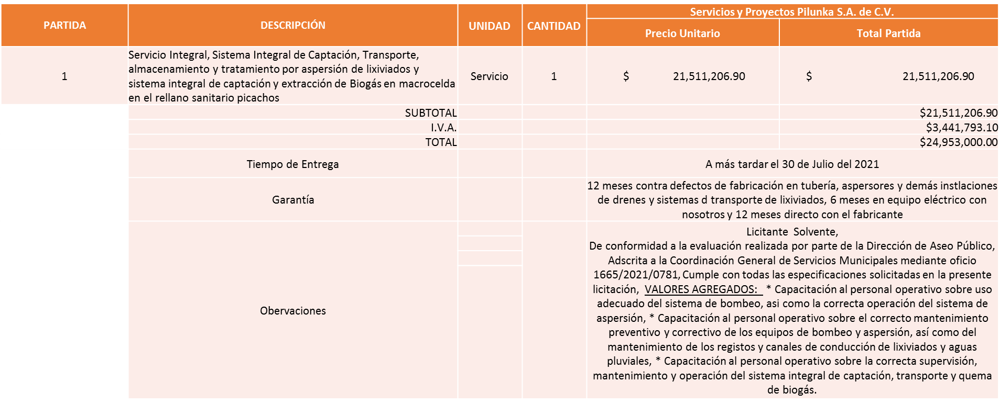 PARTIDA
DESCRIPCIÓN
UNIDAD
CANTIDAD
Servicios y Proyectos Pilunka S.A. de C.V.
Precio Unitario
Total Partida
1
Servicio Integral, Sistema Integral de Captación, Transporte,
almacenamiento y tratamiento por aspersión de lixiviados y
sistema integral de captación y extracción de Biogás en macrocelda
en el rellano sanitario picachos
Servicio
1
$ 21,511,206.90
$ 21,511,206.90
SUBTOTAL
$21,511,206.90
I.V.A.
$3,441,793.10
TOTAL
$24,953,000.00
Tiempo de Entrega
A más tardar el 30 de Julio del 2021
Garantía
12 meses contra defectos de fabricación en tubería, aspersores y demás instlaciones
de drenes y sistemas d transporte de lixiviados, 6 meses en equipo eléctrico con
nosotros y 12 meses directo con el fabricante
Obervaciones
Licitante Solvente,
De conformidad a la evaluación realizada por parte de la Dirección de Aseo Público,
Adscrita a la Coordinación General de Servicios Municipales mediante oficio
1665/2021/0781, Cumple con todas las especificaciones solicitadas en la presente
licitación, VALORES AGREGADOS: * Capacitación al personal operativo sobre uso
adecuado del sistema de bombeo, asi como la correcta operación del sistema de
aspersión, * Capacitación al personal operativo sobre el correcto mantenimiento
preventivo y correctivo de los equipos de bombeo y aspersión, así como del
mantenimiento de los registos y canales de conducción de lixiviados y aguas
pluviales, * Capacitación al personal operativo sobre la correcta supervisión,
mantenimiento y operación del sistema integral de captación, transporte y quema
de biogás.